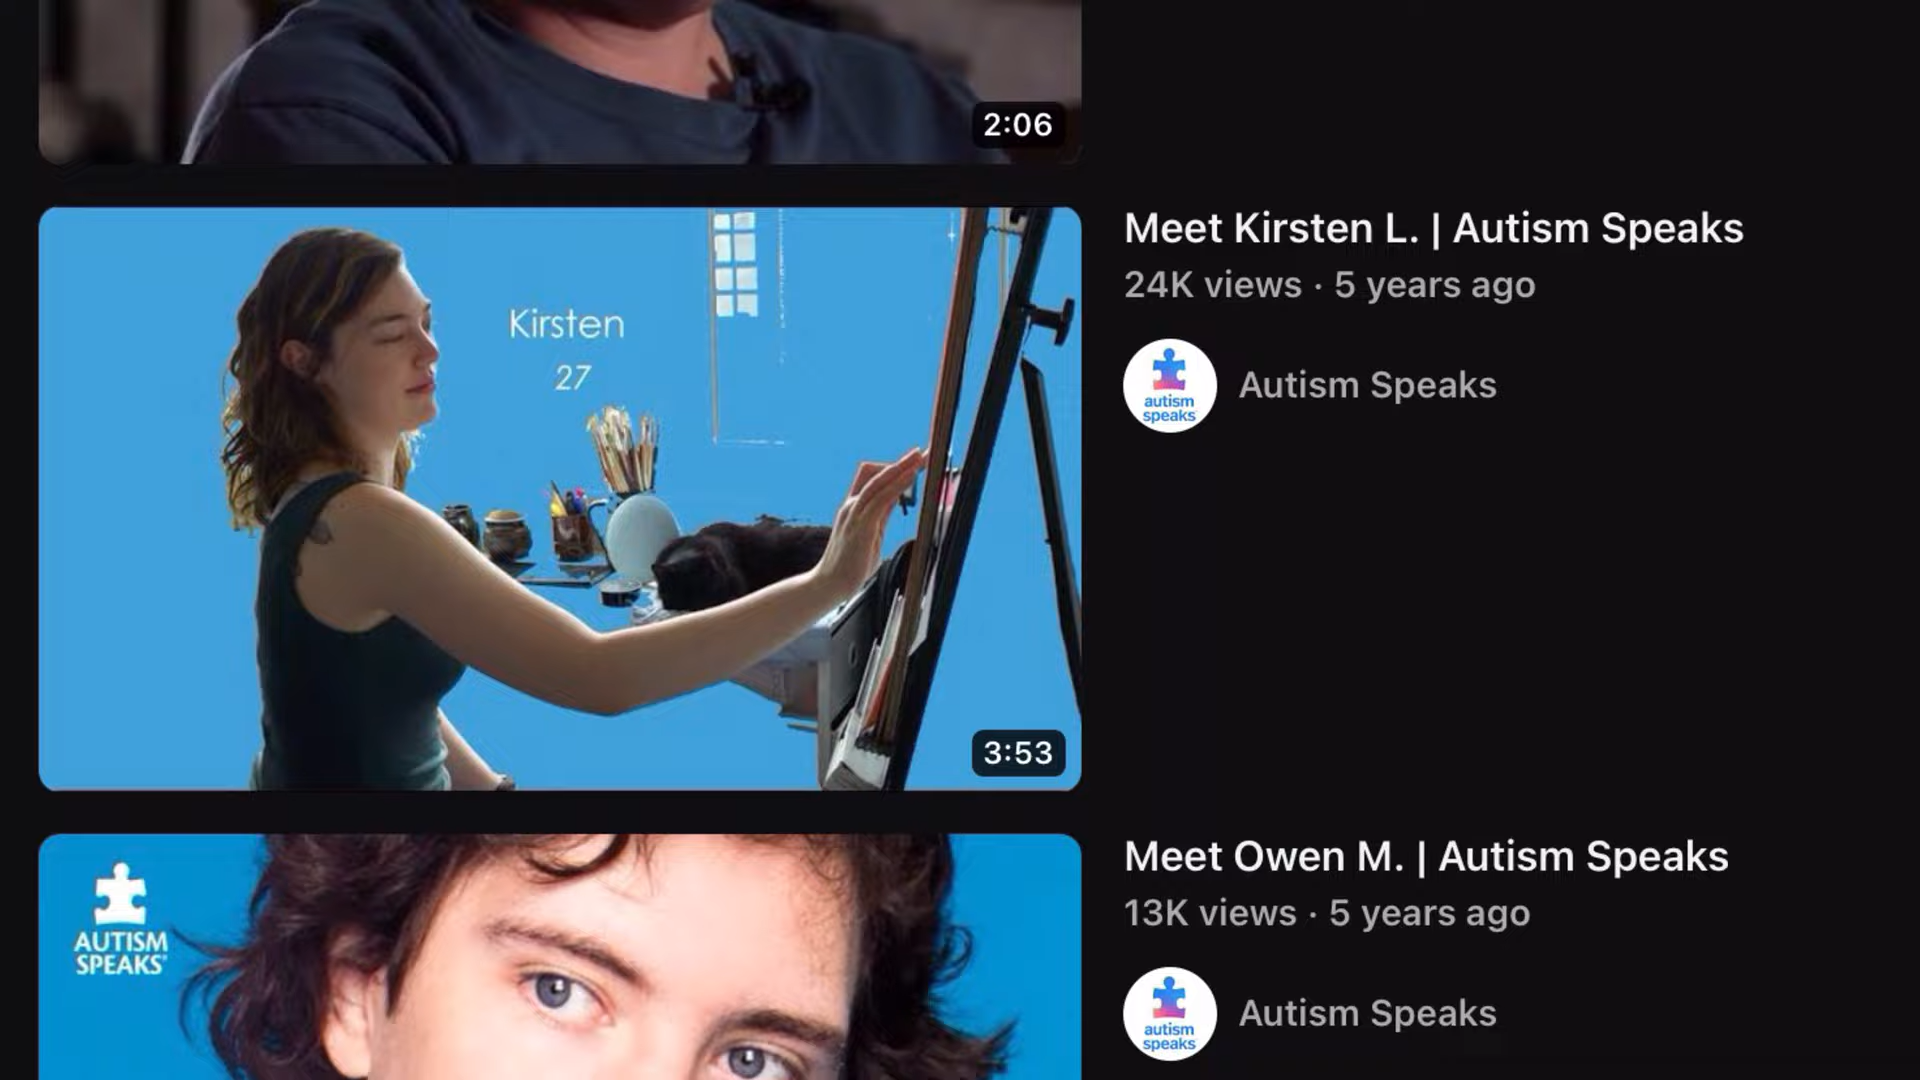 2:06
Kirsten
27
3:53
Meet Kirsten L. | Autism Speaks
24K views · 5 years ago
autism
speaks
Autism Speaks
AUTISM
SPEAKS®
Meet Owen M. | Autism Speaks
13K views · 5 years ago
autism
speaks
Autism Speaks